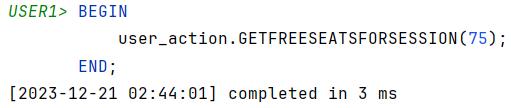 USER1> BEGIN
user_action.GETFREESEATSFORSESSION(75);
END;
[2023-12-21 02:44:01] completed in 3 ms